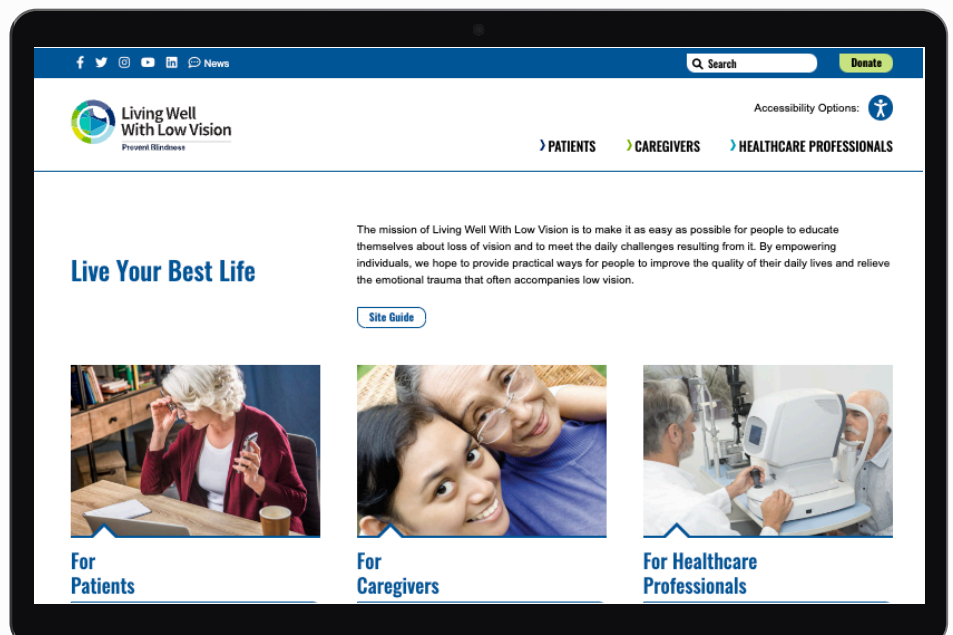 News
Search
Donate
Living Well
With Low Vision
Prevent Blindness
Accessibility Options:
PATIENTS
CAREGIVERS
HEALTHCARE PROFESSIONALS
Live Your Best Life
The mission of Living Well With Low Vision is to make it as easy as possible for people to educate
themselves about loss of vision and to meet the daily challenges resulting from it. By empowering
individuals, we hope to provide practical ways for people to improve the quality of their daily lives and relieve
the emotional trauma that often accompanies low vision.
Site Guide
For
Patients
For
Caregivers
For Healthcare
Professionals